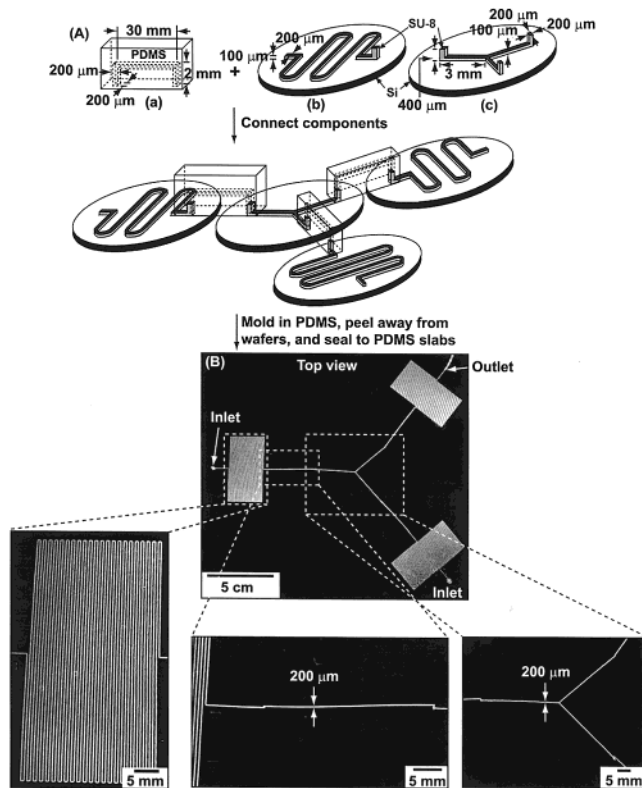 (A)
30 mm
PDMS
200 μm
2 mm
200 μm
(a)
+
200 μm
100 μm
(b)
SU-8
Si
200 μm
100 μm
200 μm
3 mm
400 μm
(c)
Connect components
Mold in PDMS, peel away from
wafers, and seal to PDMS slabs
(B)
Top view
Outlet
Inlet
Inlet
5 cm
5 mm
200 μm
5 mm
200 μm
5 mm